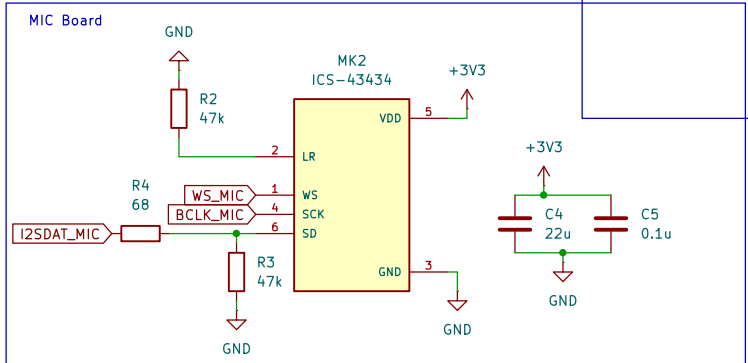 MIC Board
GND
MK2
ICS-43434
+3V3
R2
47k
VDD
5
2
LR
+3V3
R4
68
WS_MIC
1
WS
BCLK_MIC
4
SCK
C4
22u
C5
0.1u
I2SDAT_MIC
6
SD
R3
47k
GND
3
GND
GND
GND